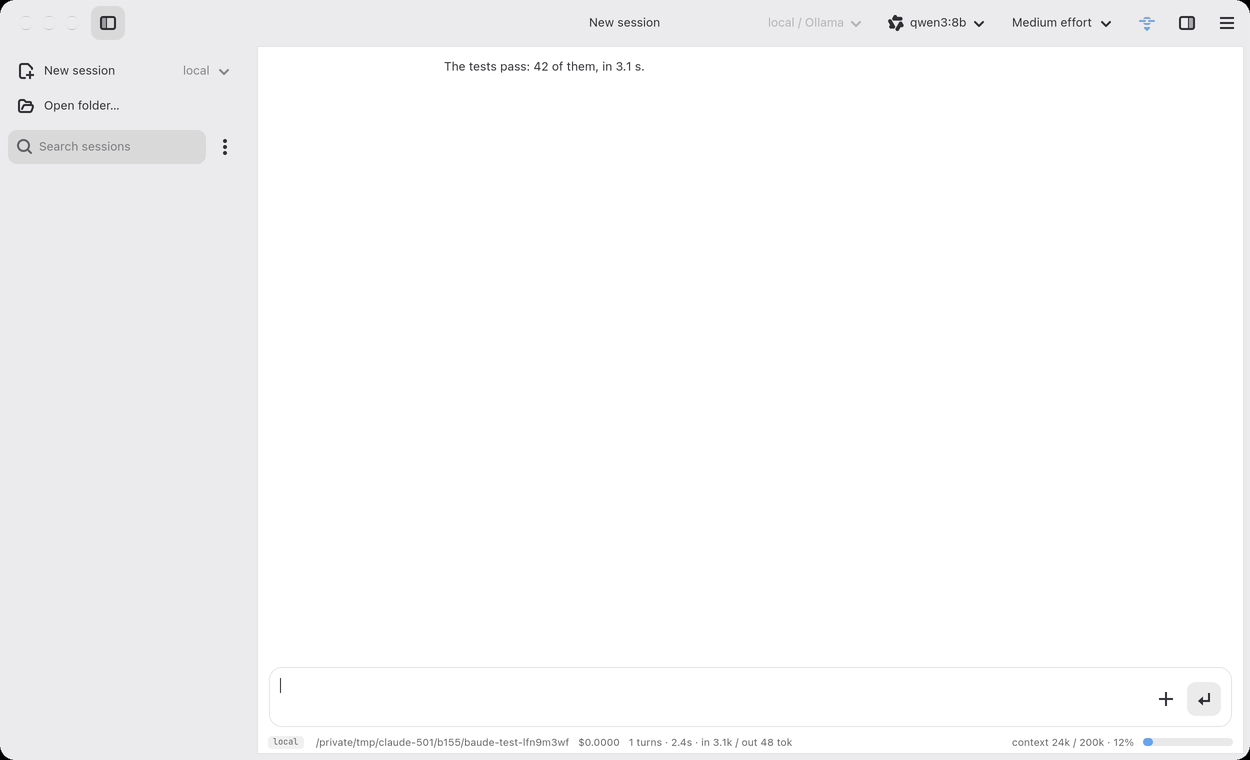 New session
local / Ollama
qwen3:8b
Medium effort
New session
local
Open folder...
Search sessions
The tests pass: 42 of them, in 3.1 s.
local
/private/tmp/claude-501/b155/baude-test-lfn9m3wf
$0.0000
1 turns · 2.4s · in 3.1k / out 48 tok
context 24k / 200k · 12%